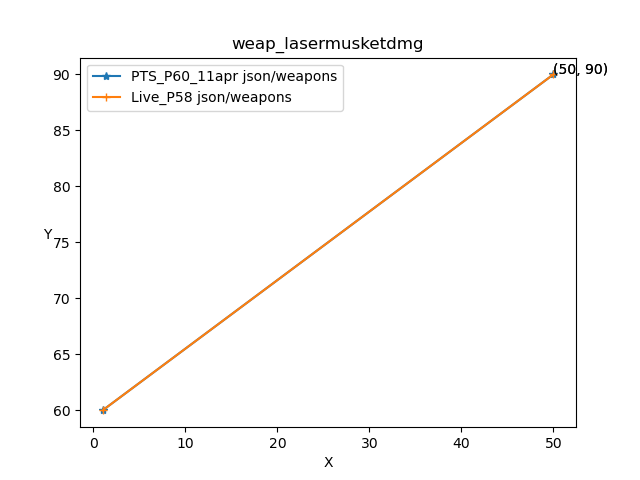 weap_lasermusketdmg
PTS_P60_11apr json/weapons
Live_P58 json/weapons
(50, 90)
90
85
80
75
70
65
60
Y
0 10 20 30 40 50
X